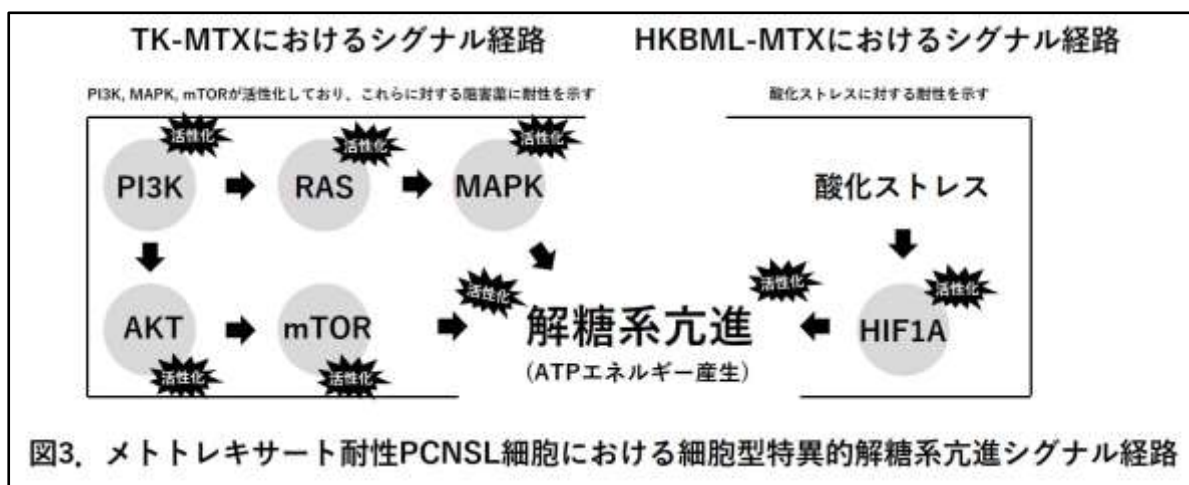 TK-MTXにおけるシグナル経路
HKBML-MTXにおけるシグナル経路
PI3K, MAPK, mTORが活性化しており、これらに対する阻害薬に耐性を示す
酸化ストレスに対する耐性を示す
活性化
活性化
活性化
PI3K
RAS
MAPK
酸化ストレス
活性化
活性化
活性化
AKT
mTOR
解糖系亢進
HIF1A
(ATPエネルギー産生)
活性化
活性化
図3．メトトレキサート耐性PCNSL細胞における細胞型特異的解糖系亢進シグナル経路